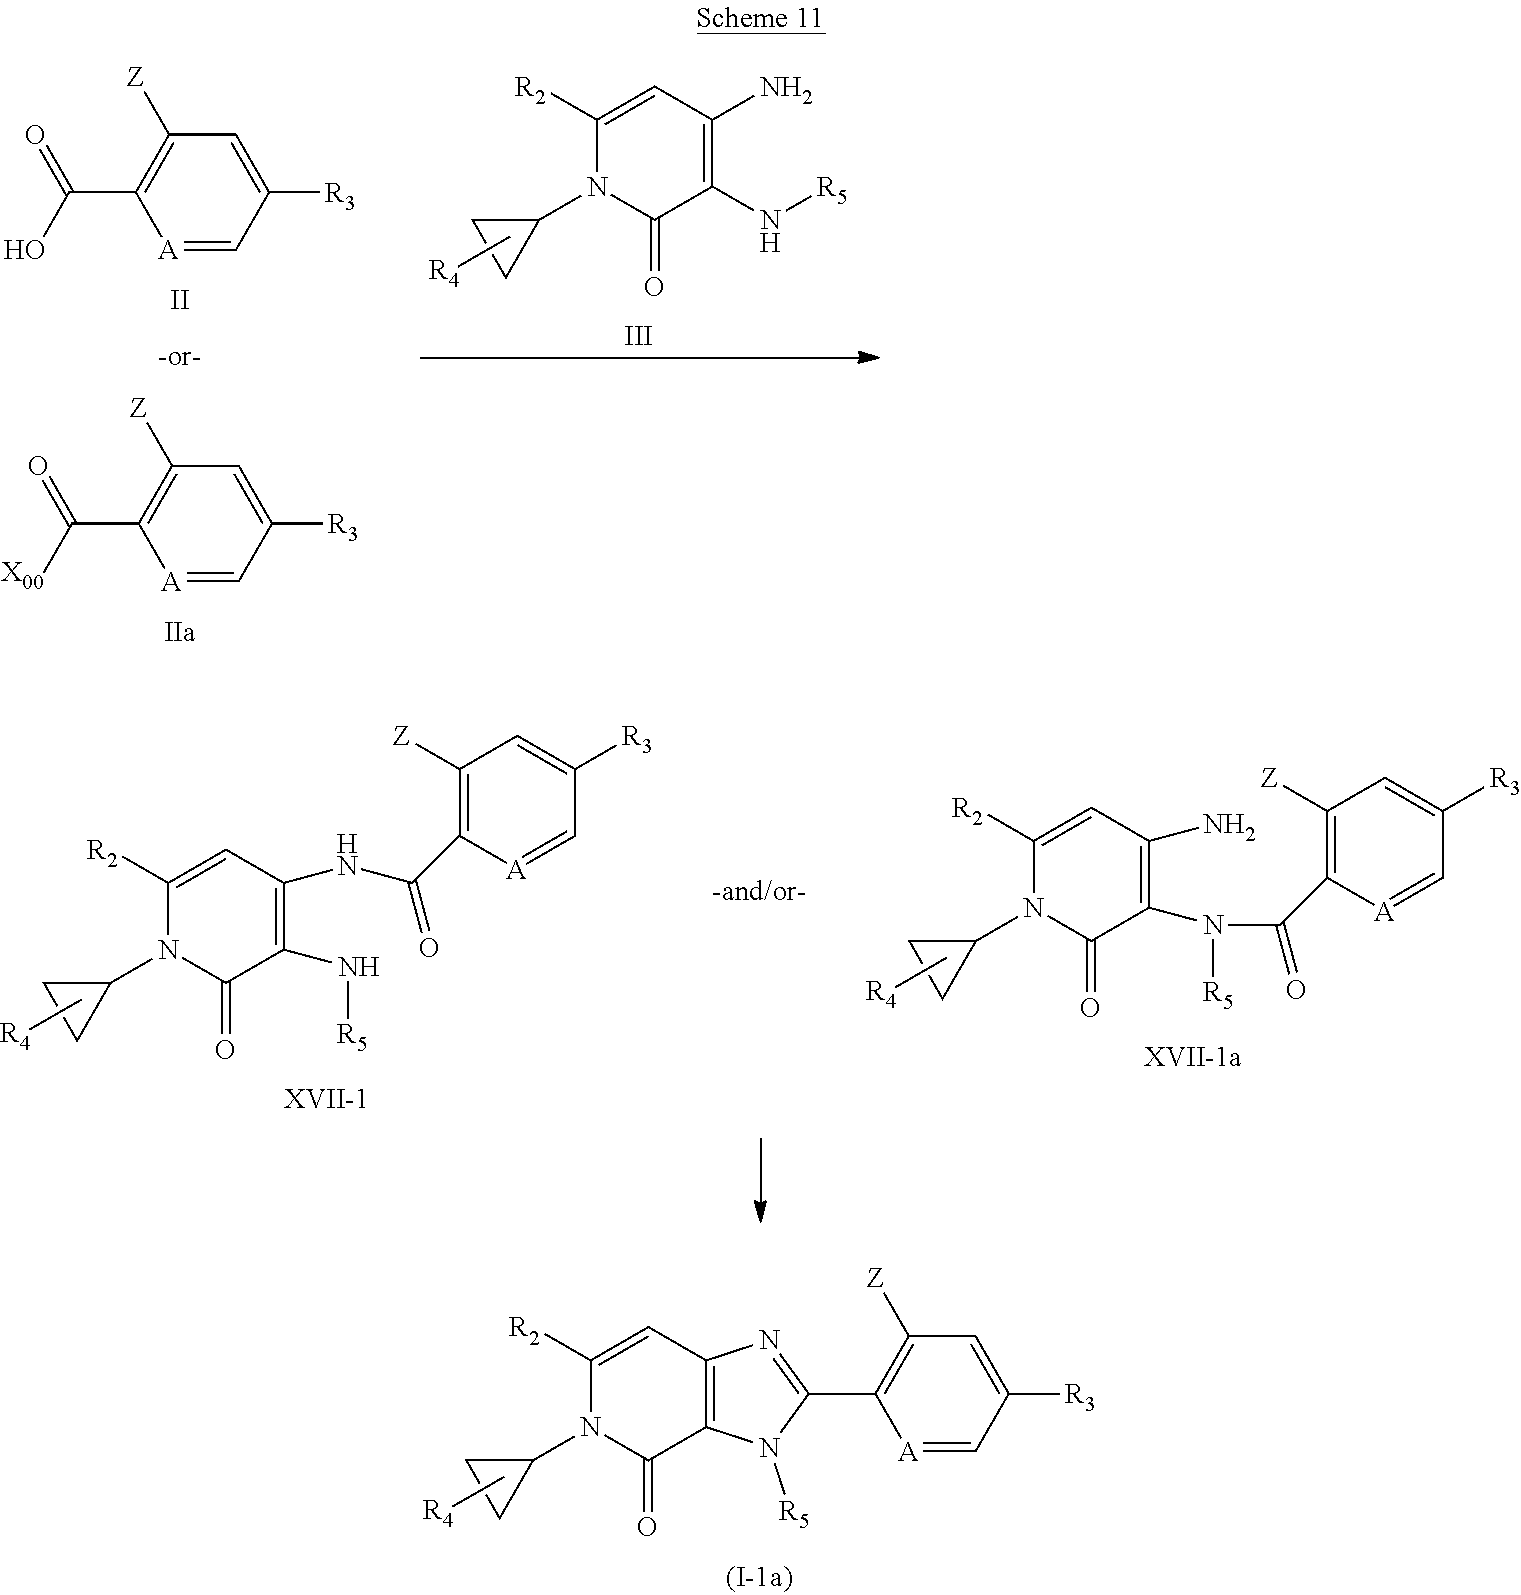 Scheme 11
Z
O
HO
A
R3
II
R2
NH2
N
N
H
R5
R4
O
III
-or-
Z
O
X00
A
R3
IIa
Z
R3
R2
H
N
A
O
N
NH
R4
O
R5
XVII-1
-and/or-
Z
R3
R2
NH2
A
N
N
R4
O
R5
O
XVII-1a
Z
R2
N
R3
N
N
A
R4
O
R5
(I-1a)